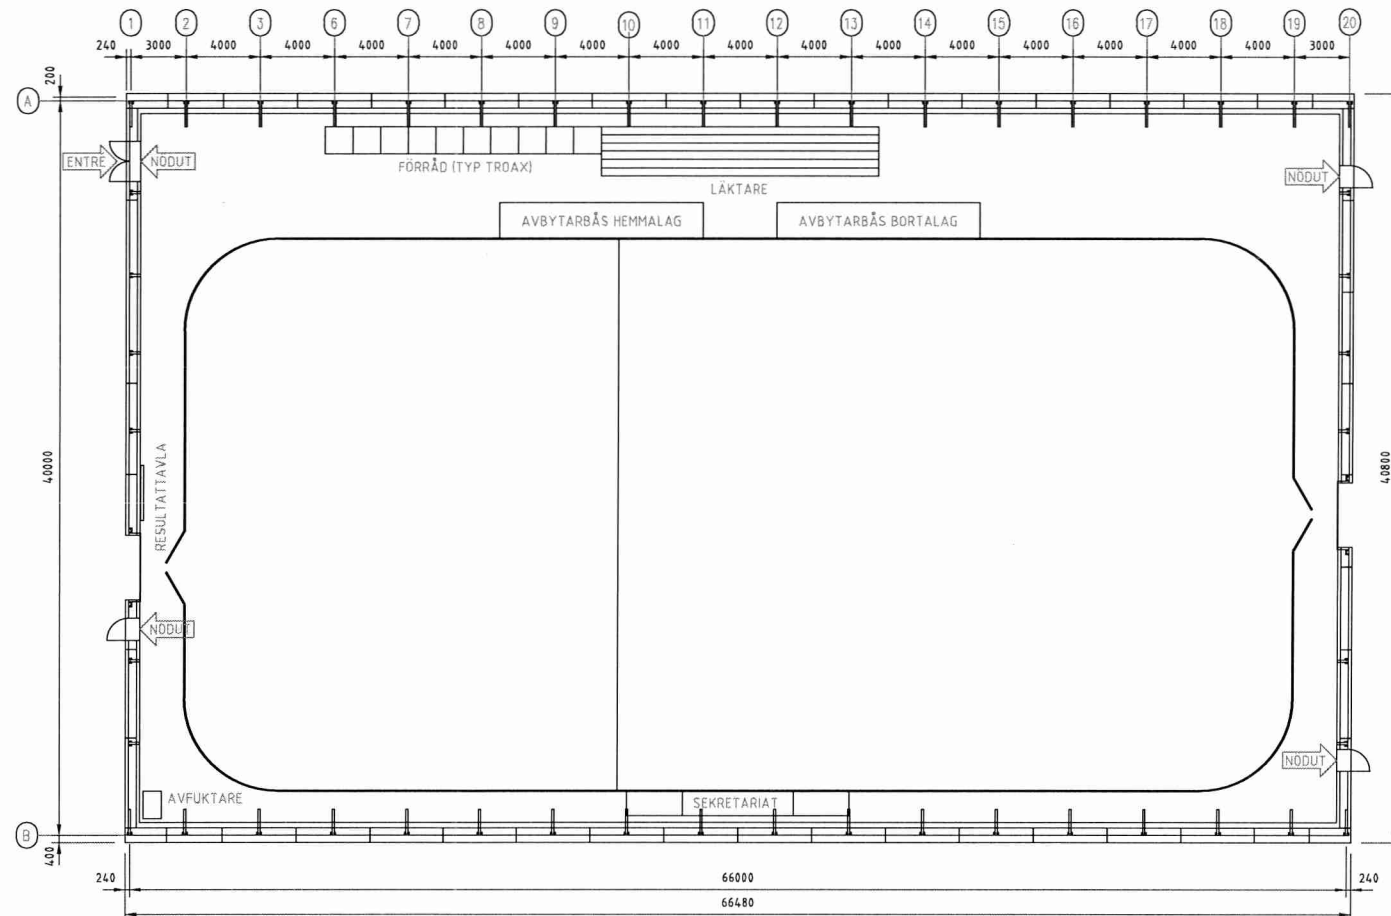 1 2 3 6 7 8 9 10 11 12 13 14 15 16 17 18 19 20
240 3000 4000 4000 4000 4000 4000 4000 4000 4000 4000 4000 4000 4000 4000 4000 4000 4000 3000
200
A
ENTRE NÖDUT
FÖRRÅD (TYP TROAX)
LÄKTARE
NÖDUT
AVBYTARBÅS HEMMALAG AVBYTARBÅS BORTALAG
40000
RESULTATTAVLA
40800
NÖDUT
NÖDUT
AVFUKTARE
SEKRETARIAT
B
400
240 66000 240
66480